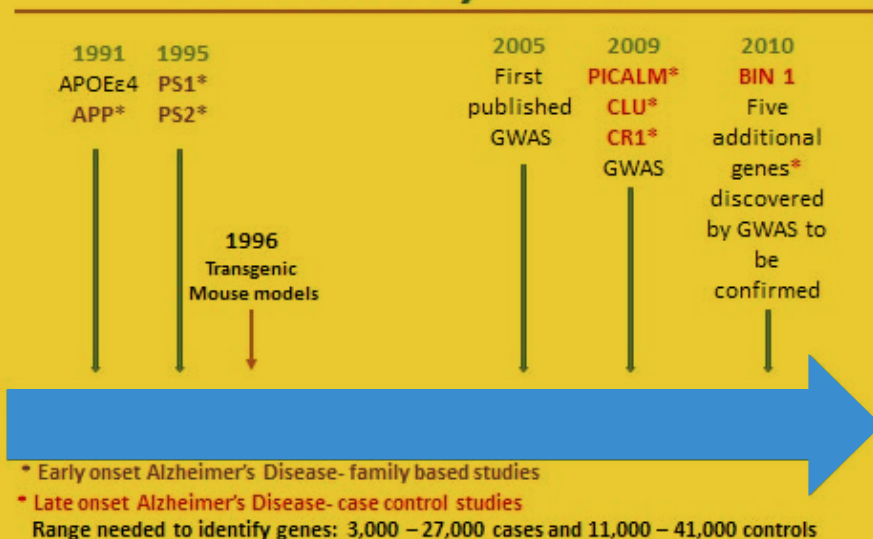 1991
APOEε4
APP*
1995
PS1*
PS2*
1996
Transgenic
Mouse models
2005
First
published
GWAS
2009
PICALM*
CLU*
CR1*
GWAS
2010
BIN 1
Five
additional
genes*
discovered
by GWAS to
be
confirmed
* Early onset Alzheimer's Disease- family based studies
* Late onset Alzheimer's Disease- case control studies
Range needed to identify genes: 3,000 – 27,000 cases and 11,000 – 41,000 controls